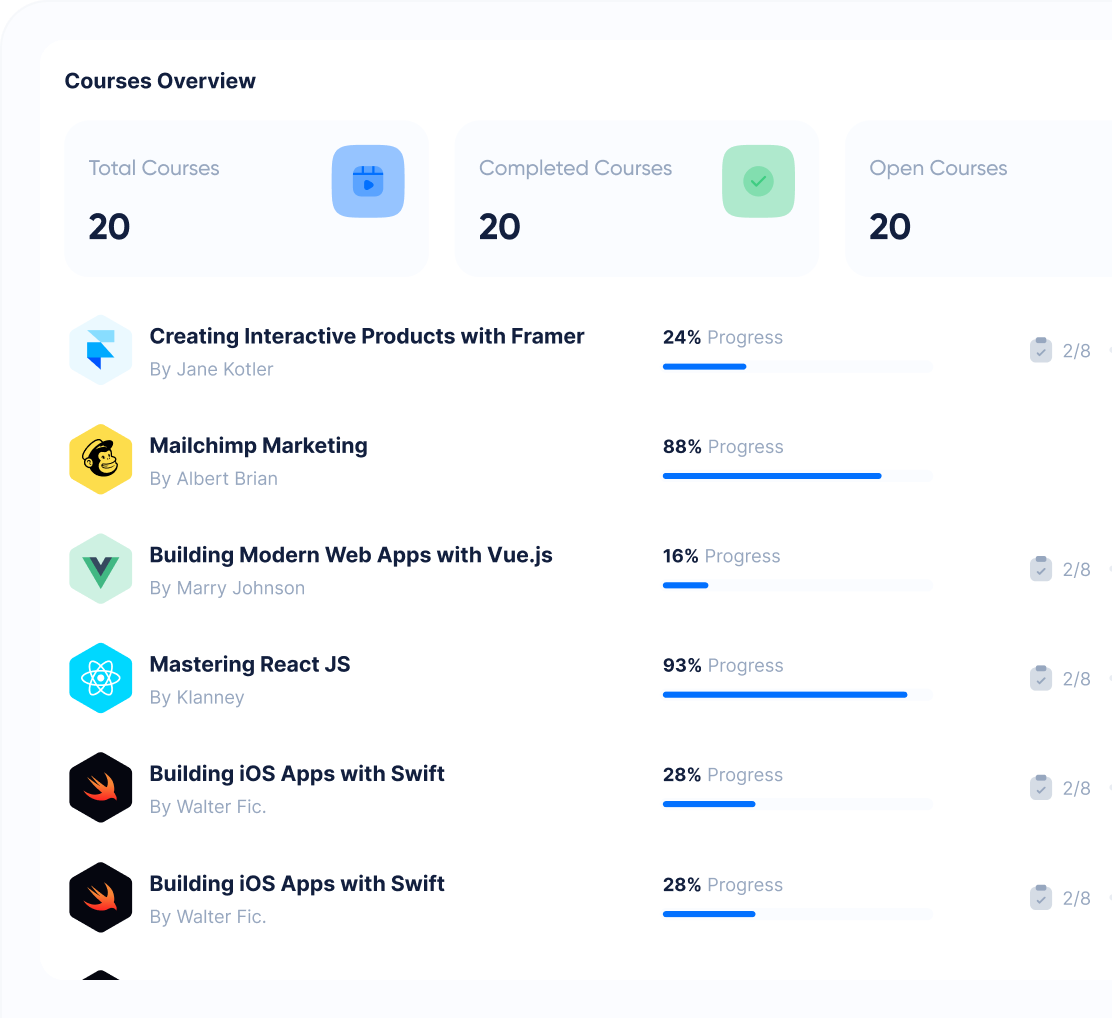 Courses Overview
Total Courses
20
Completed Courses
20
Open Courses
20
Creating Interactive Products with Framer
By Jane Kotler
24% Progress
2/8
Mailchimp Marketing
By Albert Brian
88% Progress
Building Modern Web Apps with Vue.js
By Marry Johnson
16% Progress
2/8
Mastering React JS
By Klanney
93% Progress
2/8
Building iOS Apps with Swift
By Walter Fic.
28% Progress
2/8
Building iOS Apps with Swift
By Walter Fic.
28% Progress
2/8